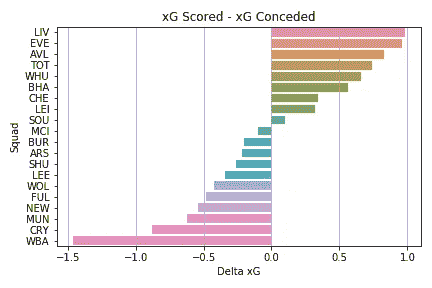 xG Scored - xG Conceded
LIV
EVE
AVL
TOT
WHU
BHA
CHE
LEI
SOU
MCI
BUR
ARS
SHU
LEE
WOL
FUL
NEW
MUN
CRY
WBA
Squad
−1.5 −1.0 −0.5 0.0 0.5 1.0
Delta xG